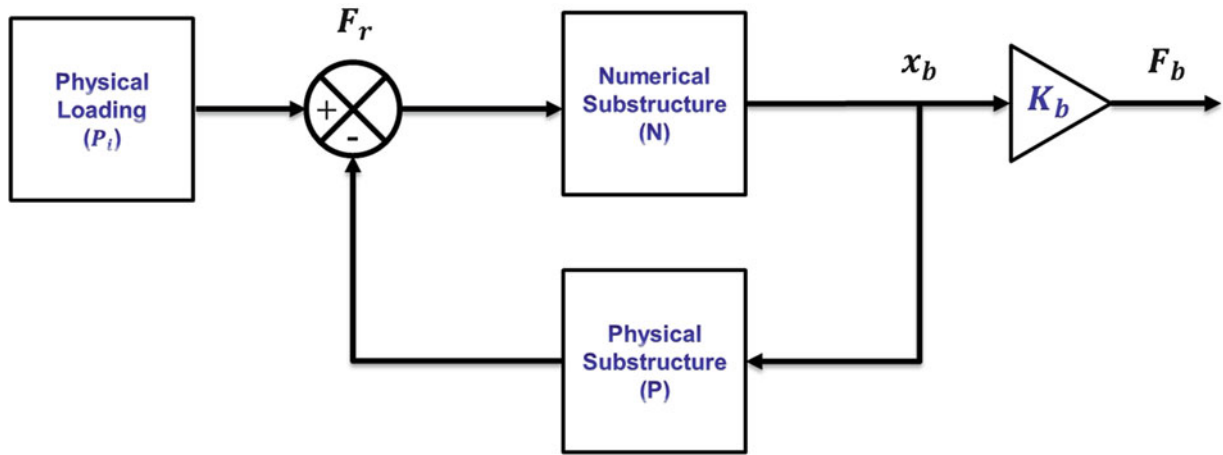 Physical
Loading
(P_i)
F_r
+
-
Numerical
Substructure
(N)
x_b
K_b
F_b
Physical
Substructure
(P)